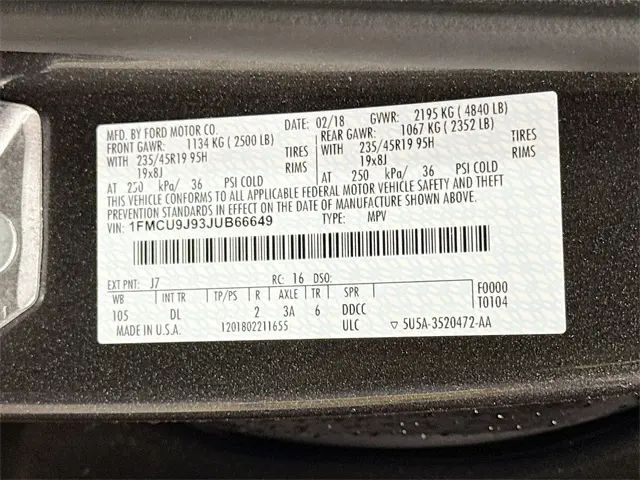 MFD. BY FORD MOTOR CO. DATE: 02/18 GVWR: 2195 KG ( 4840 LB)
FRONT GAWR: 1134 KG ( 2500 LB) REAR GAWR: 1067 KG ( 2352 LB)
WITH 235/45R19 95H TIRES WITH 235/45R19 95H TIRES
19x8J RIMS 19x8J RIMS
AT 250 kPa/ 36 PSI COLD AT 250 kPa/ 36 PSI COLD
THIS VEHICLE CONFORMS TO ALL APPLICABLE FEDERAL MOTOR VEHICLE SAFETY AND THEFT
PREVENTION STANDARDS IN EFFECT ON THE DATE OF MANUFACTURE SHOWN ABOVE.
VIN: 1FMCU9J93JUB66649 TYPE: MPV
EXT PNT: J7 RC: 16 DSO:
WB INT TR TP/PS R AXLE TR SPR F0000
105 DL 2 3A 6 DDCC T0104
MADE IN U.S.A. 1201802211655 ULC ▽ 5U5A-3520472-AA